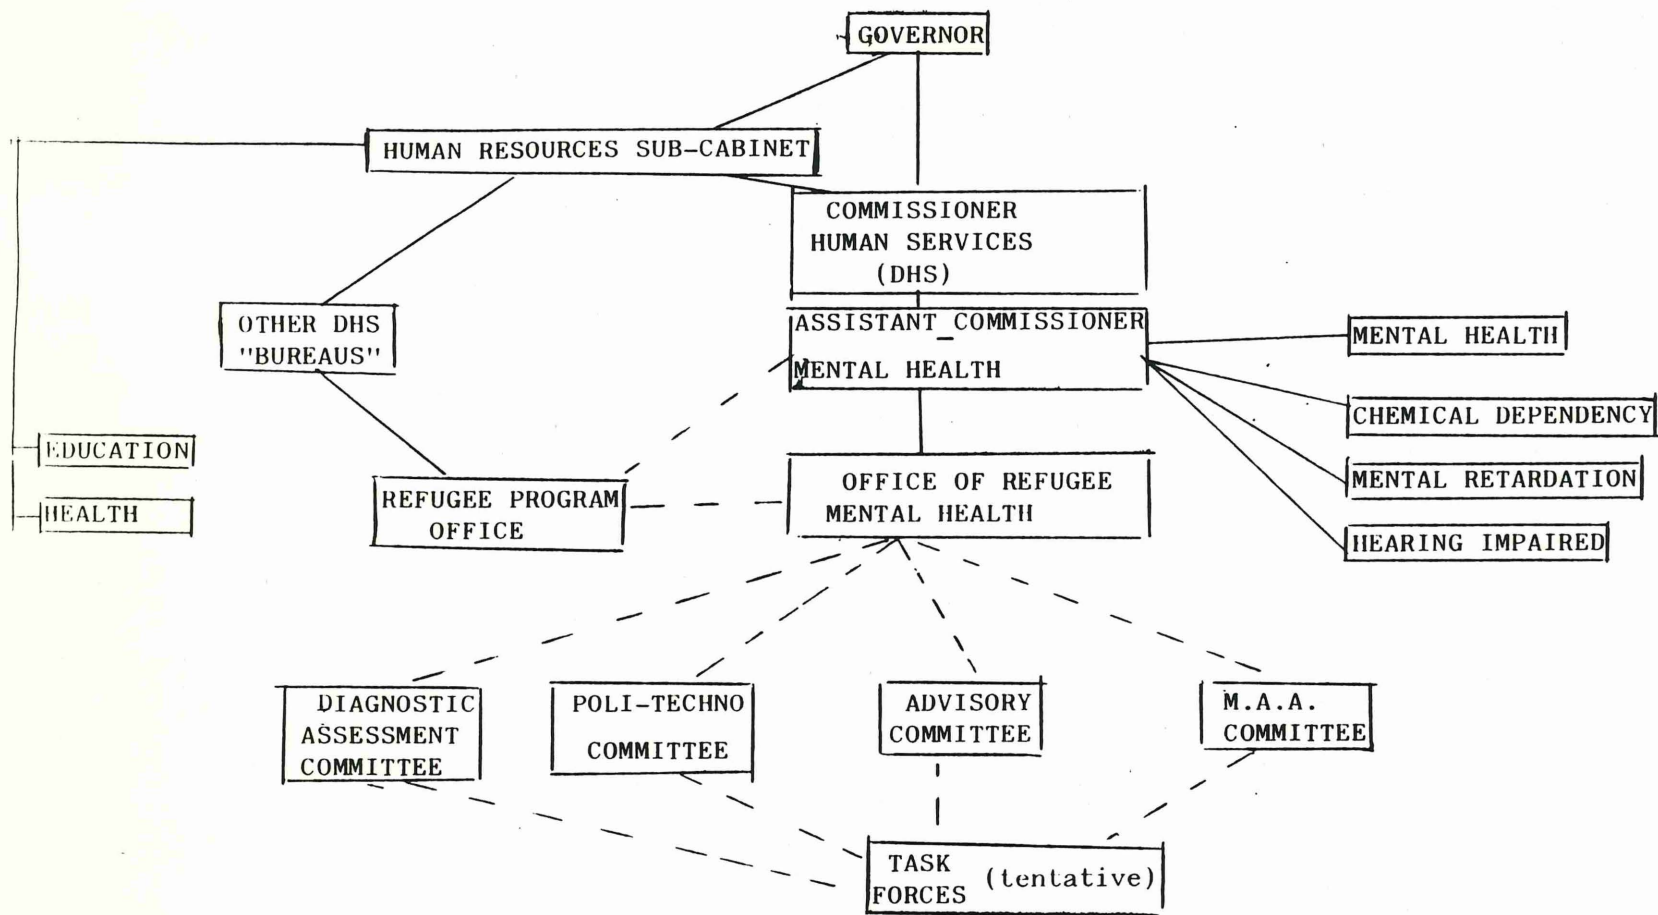 GOVERNOR
HUMAN RESOURCES SUB-CABINET
COMMISSIONER
HUMAN SERVICES
(DHS)
OTHER DHS
"BUREAUS"
ASSISTANT COMMISSIONER
MENTAL HEALTH
MENTAL HEALTH
CHEMICAL DEPENDENCY
MENTAL RETARDATION
HEARING IMPAIRED
EDUCATION
HEALTH
REFUGEE PROGRAM
OFFICE
OFFICE OF REFUGEE
MENTAL HEALTH
DIAGNOSTIC
ASSESSMENT
COMMITTEE
POLI-TECHNO
COMMITTEE
ADVISORY
COMMITTEE
M.A.A.
COMMITTEE
TASK (tentative)
FORCES